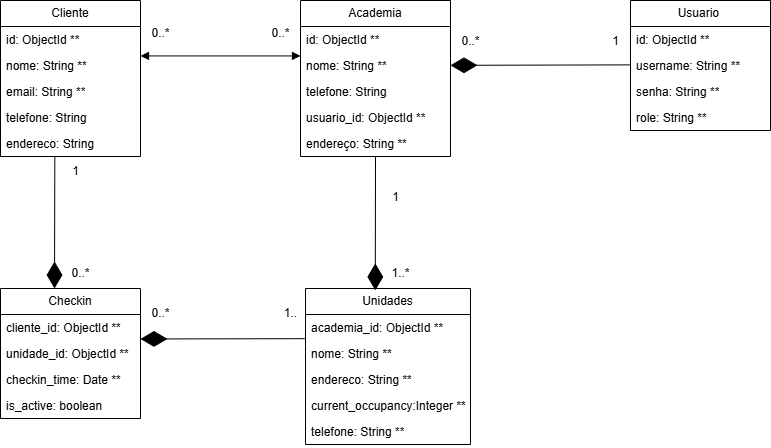 Cliente
id: ObjectId **
nome: String **
email: String **
telefone: String
endereco: String
0..*
0..*
Academia
id: ObjectId **
nome: String **
telefone: String
usuario_id: ObjectId **
endereço: String **
0..*
1
Usuario
id: ObjectId **
username: String **
senha: String **
role: String **
1
0..*
1
1..*
Checkin
cliente_id: ObjectId **
unidade_id: ObjectId **
checkin_time: Date **
is_active: boolean
0..*
1..
Unidades
academia_id: ObjectId **
nome: String **
endereco: String **
current_occupancy:Integer **
telefone: String **